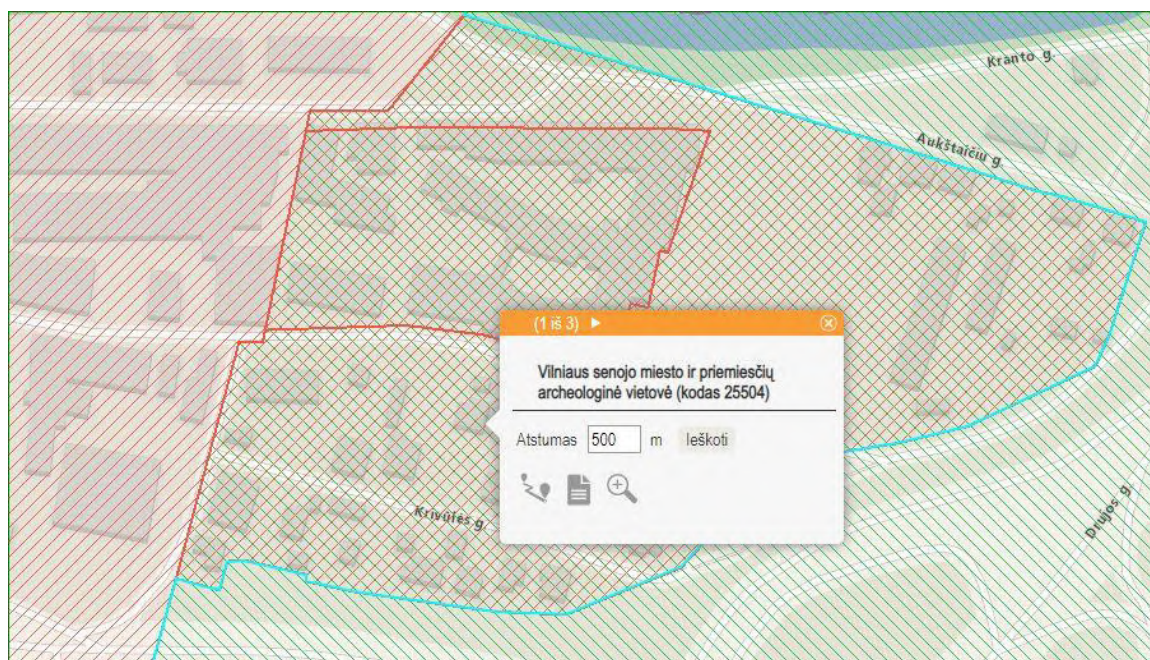 Kranto g.
Aukštaičių g.
(1 iš 3)
Vilniaus senojo miesto ir priemiesčių
archeologinė vietovė (kodas 25504)
Atstumas 500 m Ieškoti
Krivūlės g.
Drujos g.